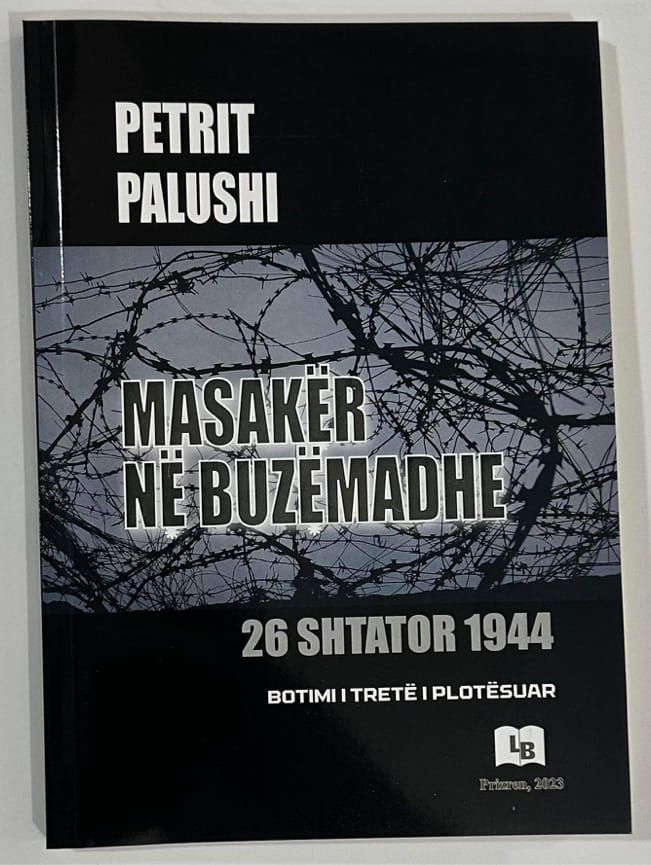 PETRIT
PALUSHI
MASAKËR
NË BUZËMADHE
26 SHTATOR 1944
BOTIMI I TRETË I PLOTËSUAR
LB
Prizren, 2023